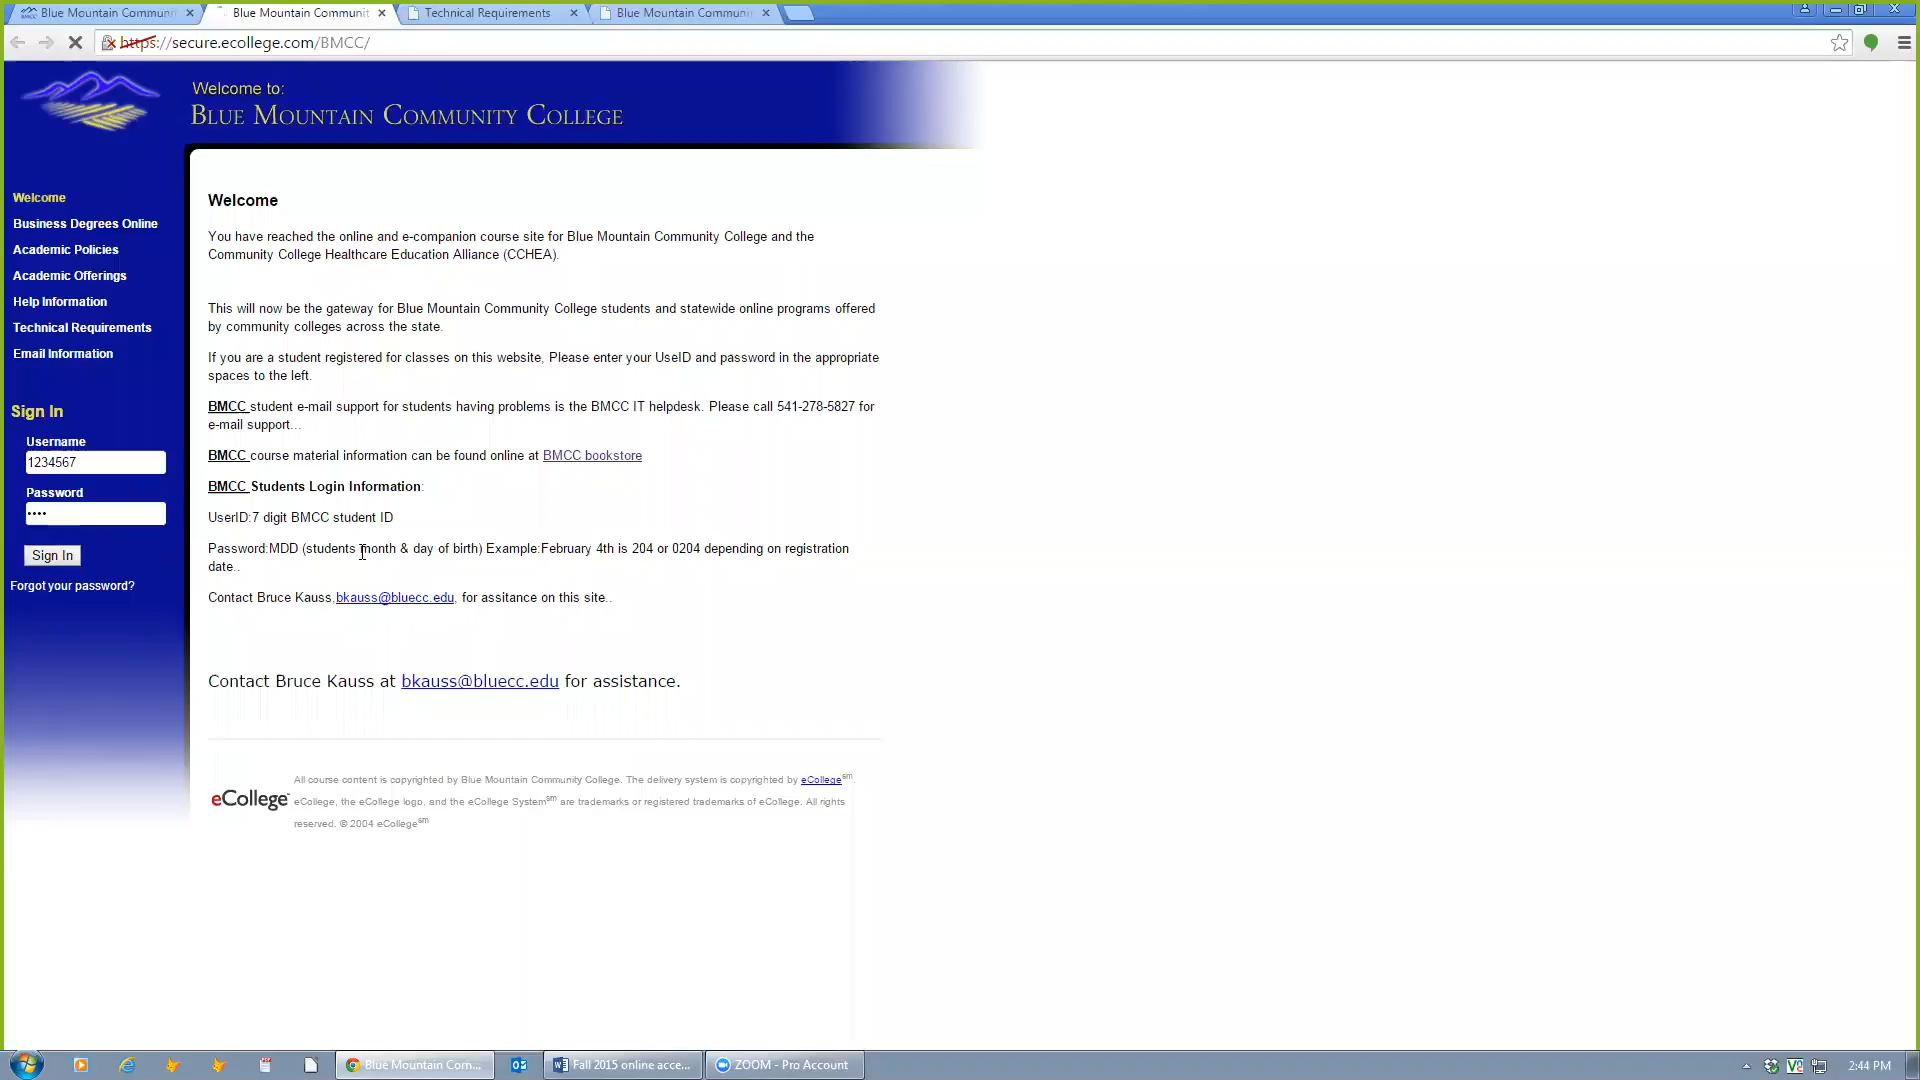 Blue Mountain Communi
Blue Mountain Communit
Technical Requirements
Blue Mountain Communi
https://secure.ecollege.com/BMCC/
Welcome to:
BLUE MOUNTAIN COMMUNITY COLLEGE
Welcome
Business Degrees Online
Academic Policies
Academic Offerings
Help Information
Technical Requirements
Email Information
Sign In
Username
1234567
Password
••••
Sign In
Forgot your password?
Welcome
You have reached the online and e-companion course site for Blue Mountain Community College and the
Community College Healthcare Education Alliance (CCHEA).
This will now be the gateway for Blue Mountain Community College students and statewide online programs offered
by community colleges across the state.
If you are a student registered for classes on this website, Please enter your UseID and password in the appropriate
spaces to the left.
BMCC student e-mail support for students having problems is the BMCC IT helpdesk. Please call 541-278-5827 for
e-mail support...
BMCC course material information can be found online at BMCC bookstore
BMCC Students Login Information:
UserID:7 digit BMCC student ID
Password:MDD (students month & day of birth) Example:February 4th is 204 or 0204 depending on registration
date..
Contact Bruce Kauss,bkauss@bluecc.edu, for assitance on this site..
Contact Bruce Kauss at bkauss@bluecc.edu for assistance.
eCollege
All course content is copyrighted by Blue Mountain Community College. The delivery system is copyrighted by eCollege℠.
eCollege, the eCollege logo, and the eCollege System℠ are trademarks or registered trademarks of eCollege. All rights
reserved. © 2004 eCollege℠
Blue Mountain Com...
Fall 2015 online acce...
ZOOM - Pro Account
2:44 PM